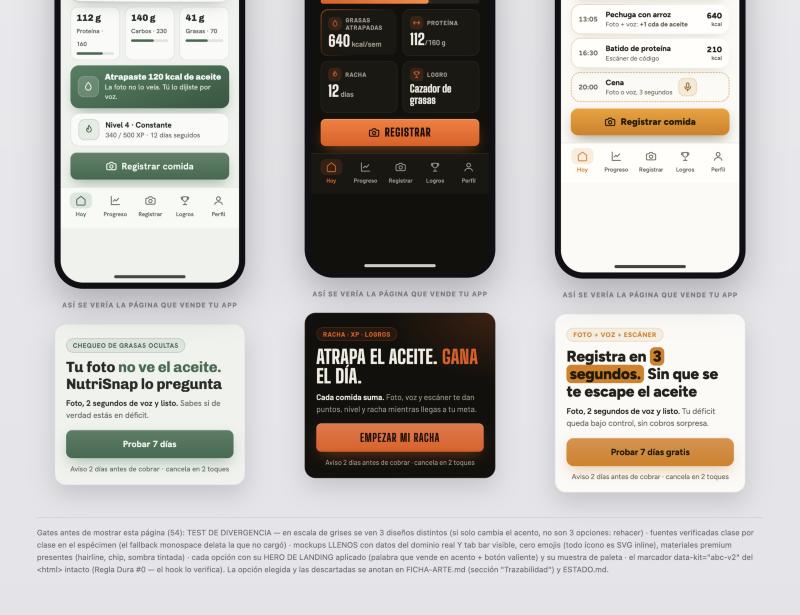 112 g
Proteína · 160
140 g
Carbos · 230
41 g
Grasas · 70
Atrapaste 120 kcal de aceite
La foto no lo veía. Tú lo dijiste por
voz.
Nivel 4 · Constante
340 / 500 XP · 12 días seguidos
Registrar comida
Hoy
Progreso
Registrar
Logros
Perfil
GRASAS
ATRAPADAS
640 kcal/sem
PROTEÍNA
112/160 g
RACHA
12 días
LOGRO
Cazador de
grasas
REGISTRAR
Hoy
Progreso
Registrar
Logros
Perfil
13:05
Pechuga con arroz
Foto + voz: +1 cda de aceite
640
kcal
16:30
Batido de proteína
Escáner de código
210
kcal
20:00
Cena
Foto o voz, 3 segundos
Registrar comida
Hoy
Progreso
Registrar
Logros
Perfil
ASÍ SE VERÍA LA PÁGINA QUE VENDE TU APP
ASÍ SE VERÍA LA PÁGINA QUE VENDE TU APP
ASÍ SE VERÍA LA PÁGINA QUE VENDE TU APP
CHEQUEO DE GRASAS OCULTAS
Tu foto no ve el aceite.
NutriSnap lo pregunta
Foto, 2 segundos de voz y listo. Sabes si de
verdad estás en déficit.
Probar 7 días
Aviso 2 días antes de cobrar · cancela en 2 toques
RACHA · XP · LOGROS
ATRAPA EL ACEITE. GANA
EL DÍA.
Cada comida suma. Foto, voz y escáner te dan
puntos, nivel y racha mientras llegas a tu meta.
EMPEZAR MI RACHA
Aviso 2 días antes de cobrar · cancela en 2 toques
FOTO + VOZ + ESCÁNER
Registra en 3
segundos. Sin que se
te escape el aceite
Foto, 2 segundos de voz y listo. Tu déficit
queda bajo control, sin cobros sorpresa.
Probar 7 días gratis
Aviso 2 días antes de cobrar · cancela en 2 toques
Gates antes de mostrar esta página (54): TEST DE DIVERGENCIA — en escala de grises se ven 3 diseños distintos (si solo cambia el acento, no son 3 opciones: rehacer) · fuentes verificadas clase por
clase en el espécimen (el fallback monospace delata la que no cargó) · mockups LLENOS con datos del dominio real Y tab bar visible, cero emojis (todo ícono es SVG inline), materiales premium
presentes (hairline, chip, sombra tintada) · cada opción con su HERO DE LANDING aplicado (palabra que vende en acento + botón valiente) y su muestra de paleta · el marcador data-kit="abc-v2" del
<html> intacto (Regla Dura #0 — el hook lo verifica). La opción elegida y las descartadas se anotan en FICHA-ARTE.md (sección "Trazabilidad") y ESTADO.md.